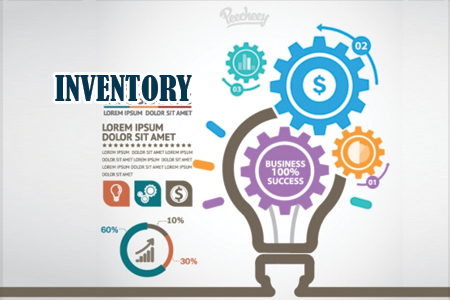 Peecheey
02
$
03
INVENTORY
LOREM IPSUM DOLOR SIT AMET
LOREM IPSUM
DOLOR SIT AMET
LOREM IPSUM DOLOR SIT AMET LOREM IPSUM
DOLOR SIT AMET LOREM IPSUM DOLOR SIT AMET
LOREM IPSUM DOLOR SIT AMET LOREM IPSUM
DOLOR SIT AMET
BUSINESS
100%
SUCCESS
01
$
10%
60%
30%